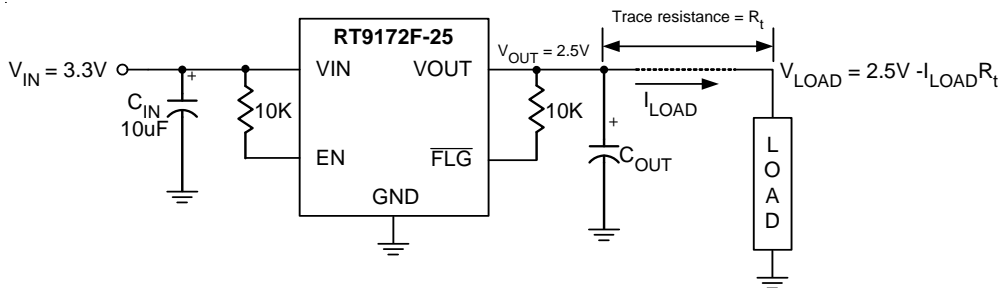 Trace resistance = Rt
RT9172F-25
VOUT = 2.5V
VIN = 3.3V
VIN
VOUT
VLOAD = 2.5V -ILOADRt
+
CIN
10uF
10K
10K
+
ILOAD
EN
FLG
COUT
GND
L
O
A
D